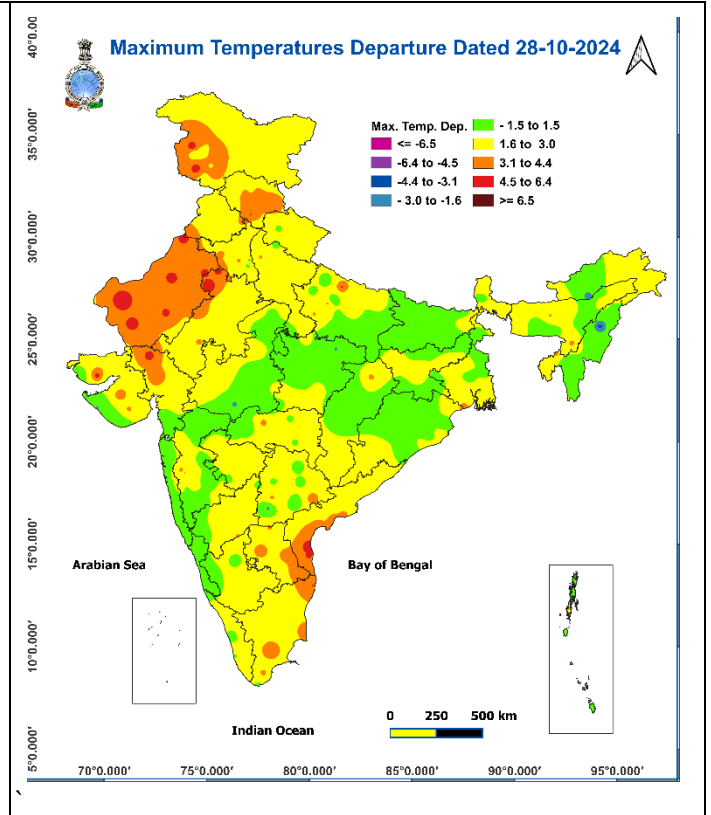 Maximum Temperatures Departure Dated 28-10-2024
Max. Temp. Dep.
<= -6.5
-6.4 to -4.5
-4.4 to -3.1
- 3.0 to -1.6
- 1.5 to 1.5
1.6 to 3.0
3.1 to 4.4
4.5 to 6.4
>= 6.5
40°0.00
35°0.000'
30°0.000'
25°0.000'
20°0.000'
15°0.000'
10°0.000'
5°0.000'
Arabian Sea
Bay of Bengal
Indian Ocean
0 250 500 km
70°0.000' 75°0.000' 80°0.000' 85°0.000' 90°0.000' 95°0.000'
`